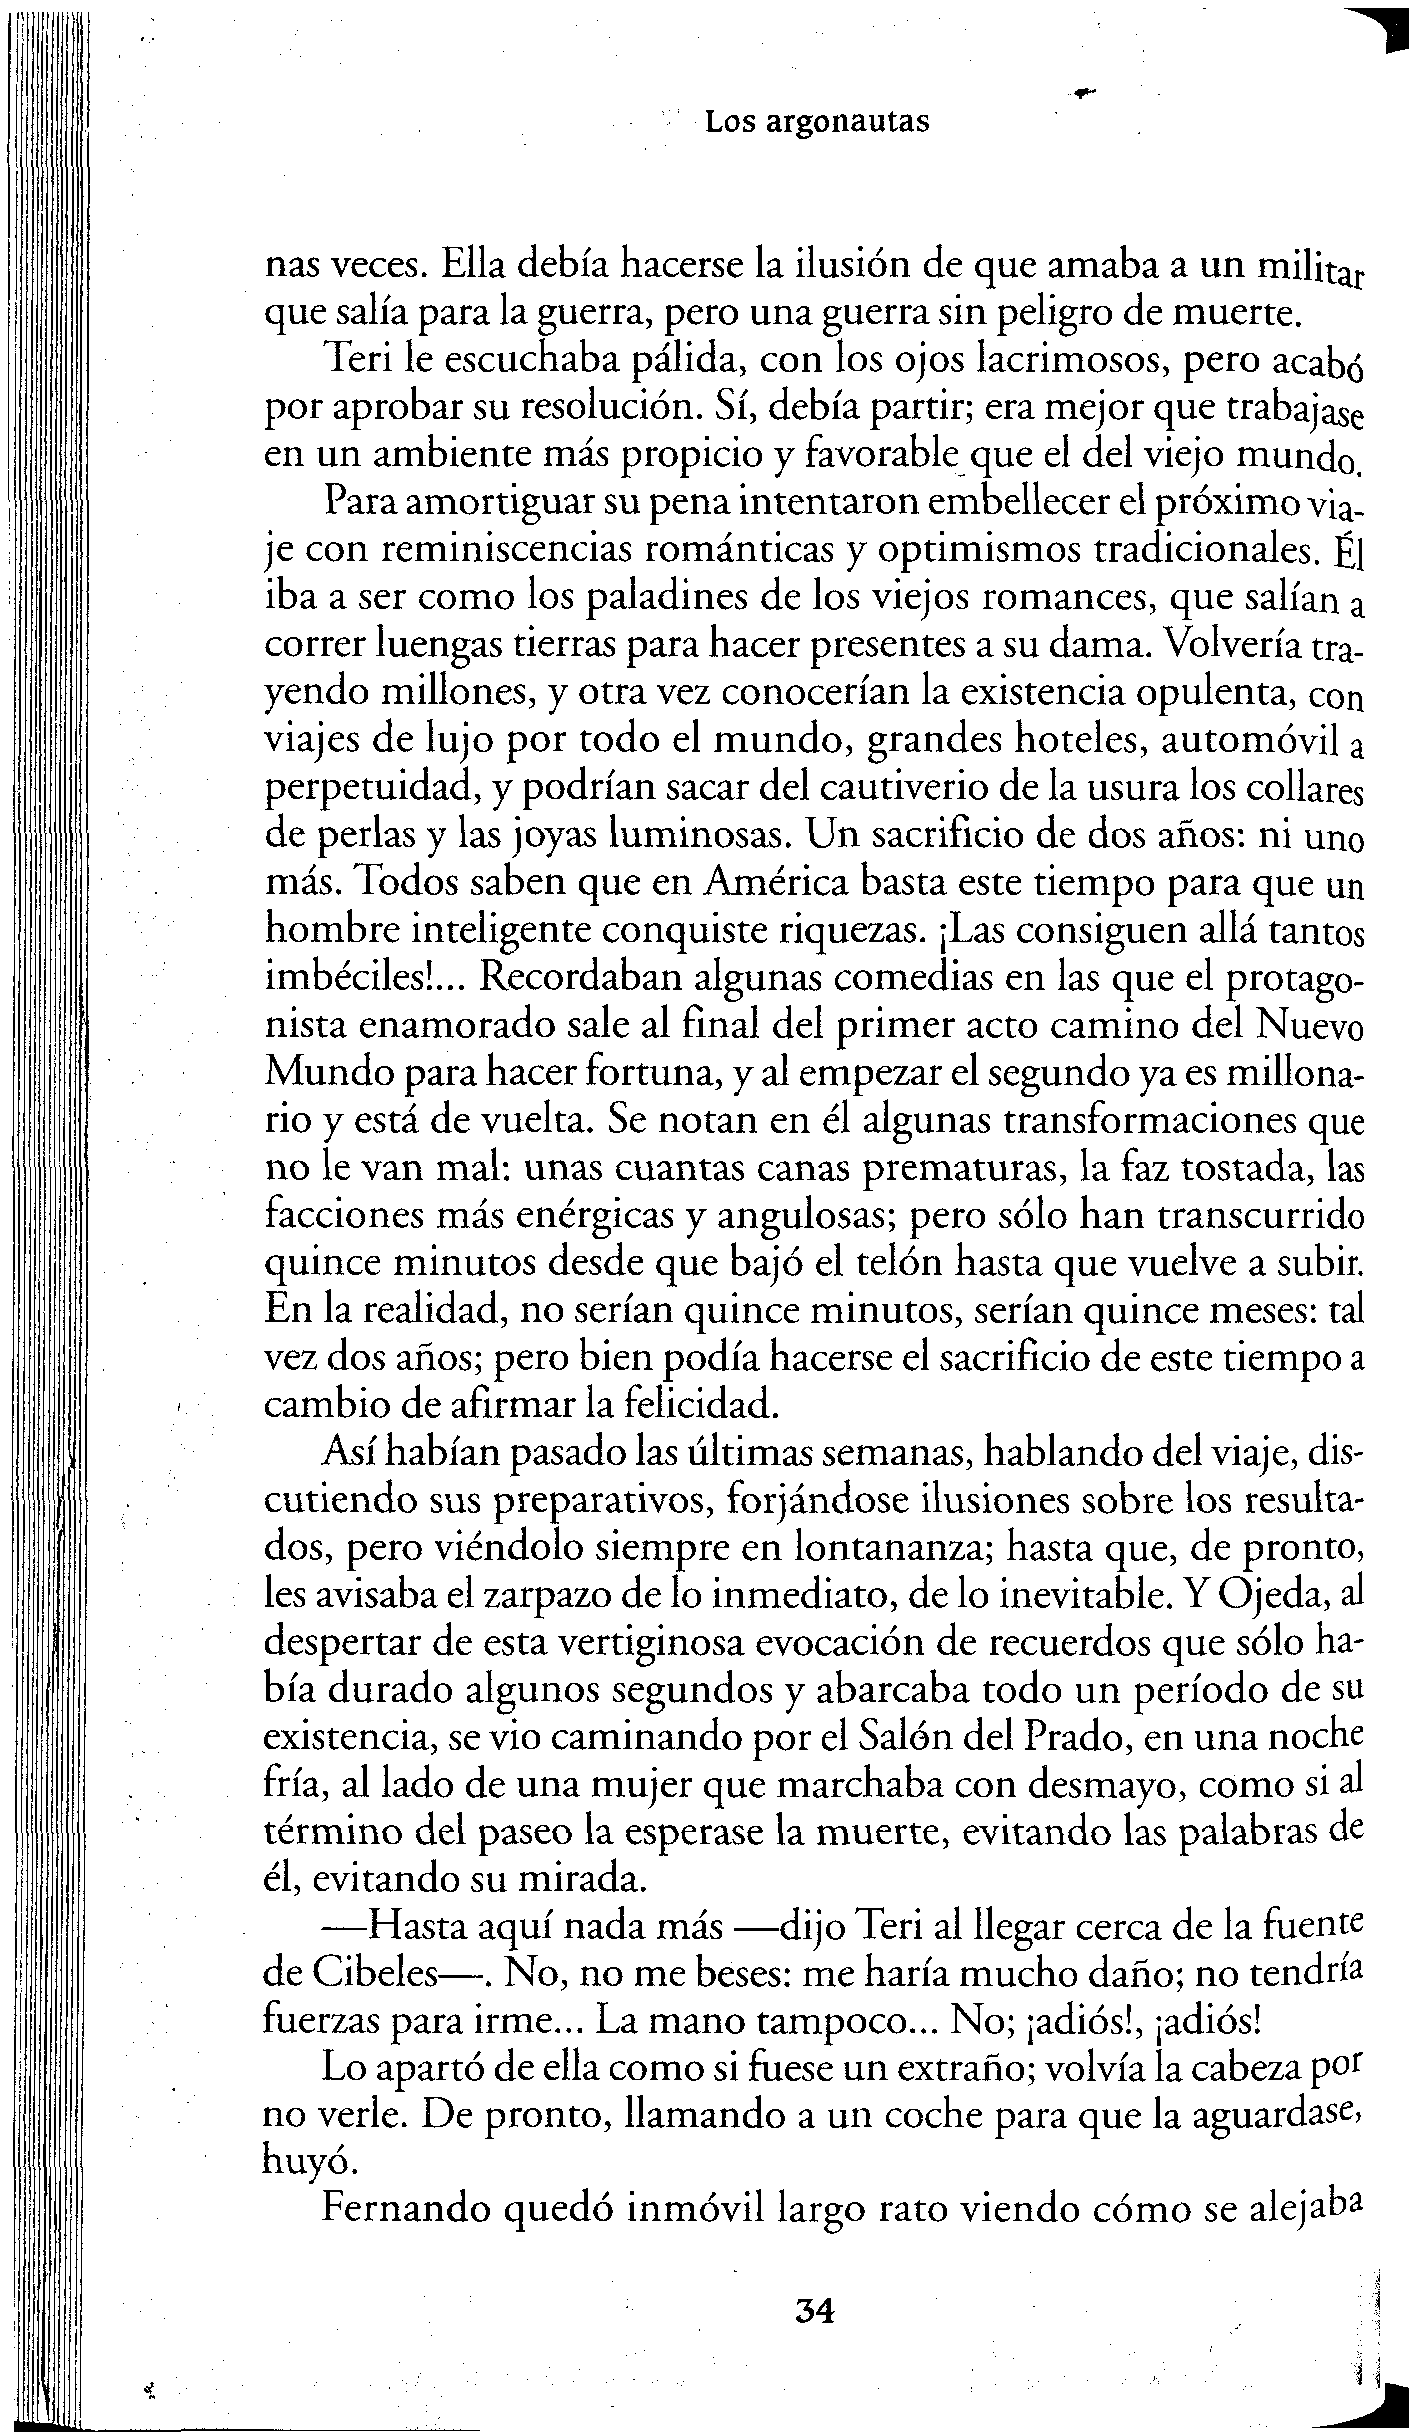 Los argonautas
nas veces. Ella debía hacerse la ilusión de que amaba a un militar
que salía para la guerra, pero una guerra sin peligro de muerte.
Teri le escuchaba pálida, con los ojos lacrimosos, pero acabó
por aprobar su resolución. Sí, debía partir; era mejor que trabajase
en un ambiente más propicio y favorable que el del viejo mundo.
Para amortiguar su pena intentaron embellecer el próximo via-
je con reminiscencias románticas y optimismos tradicionales. Él
iba a ser como los paladines de los viejos romances, que salían a
correr luengas tierras para hacer presentes a su dama. Volvería tra-
yendo millones, y otra vez conocerían la existencia opulenta, con
viajes de lujo por todo el mundo, grandes hoteles, automóvil a
perpetuidad, y podrían sacar del cautiverio de la usura los collares
de perlas y las joyas luminosas. Un sacrificio de dos años: ni uno
más. Todos saben que en América basta este tiempo para que un
hombre inteligente conquiste riquezas. ¡Las consiguen allá tantos
imbéciles!... Recordaban algunas comedias en las que el protago-
nista enamorado sale al final del primer acto camino del Nuevo
Mundo para hacer fortuna, y al empezar el segundo ya es millona-
rio y está de vuelta. Se notan en él algunas transformaciones que
no le van mal: unas cuantas canas prematuras, la faz tostada, las
facciones más enérgicas y angulosas; pero sólo han transcurrido
quince minutos desde que bajó el telón hasta que vuelve a subir.
En la realidad, no serían quince minutos, serían quince meses: tal
vez dos años; pero bien podía hacerse el sacrificio de este tiempo a
cambio de afirmar la felicidad.
Así habían pasado las últimas semanas, hablando del viaje, dis-
cutiendo sus preparativos, forjándose ilusiones sobre los resulta-
dos, pero viéndolo siempre en lontananza; hasta que, de pronto,
les avisaba el zarpazo de lo inmediato, de lo inevitable. Y Ojeda, al
despertar de esta vertiginosa evocación de recuerdos que sólo ha-
bía durado algunos segundos y abarcaba todo un período de su
existencia, se vio caminando por el Salón del Prado, en una noche
fría, al lado de una mujer que marchaba con desmayo, como si al
término del paseo la esperase la muerte, evitando las palabras de
él, evitando su mirada.
—Hasta aquí nada más —dijo Teri al llegar cerca de la fuente
de Cibeles—. No, no me beses: me haría mucho daño; no tendría
fuerzas para irme... La mano tampoco... No; ¡adiós!, ¡adiós!
Lo apartó de ella como si fuese un extraño; volvía la cabeza por
no verle. De pronto, llamando a un coche para que la aguardase,
huyó.
Fernando quedó inmóvil largo rato viendo cómo se alejaba
34